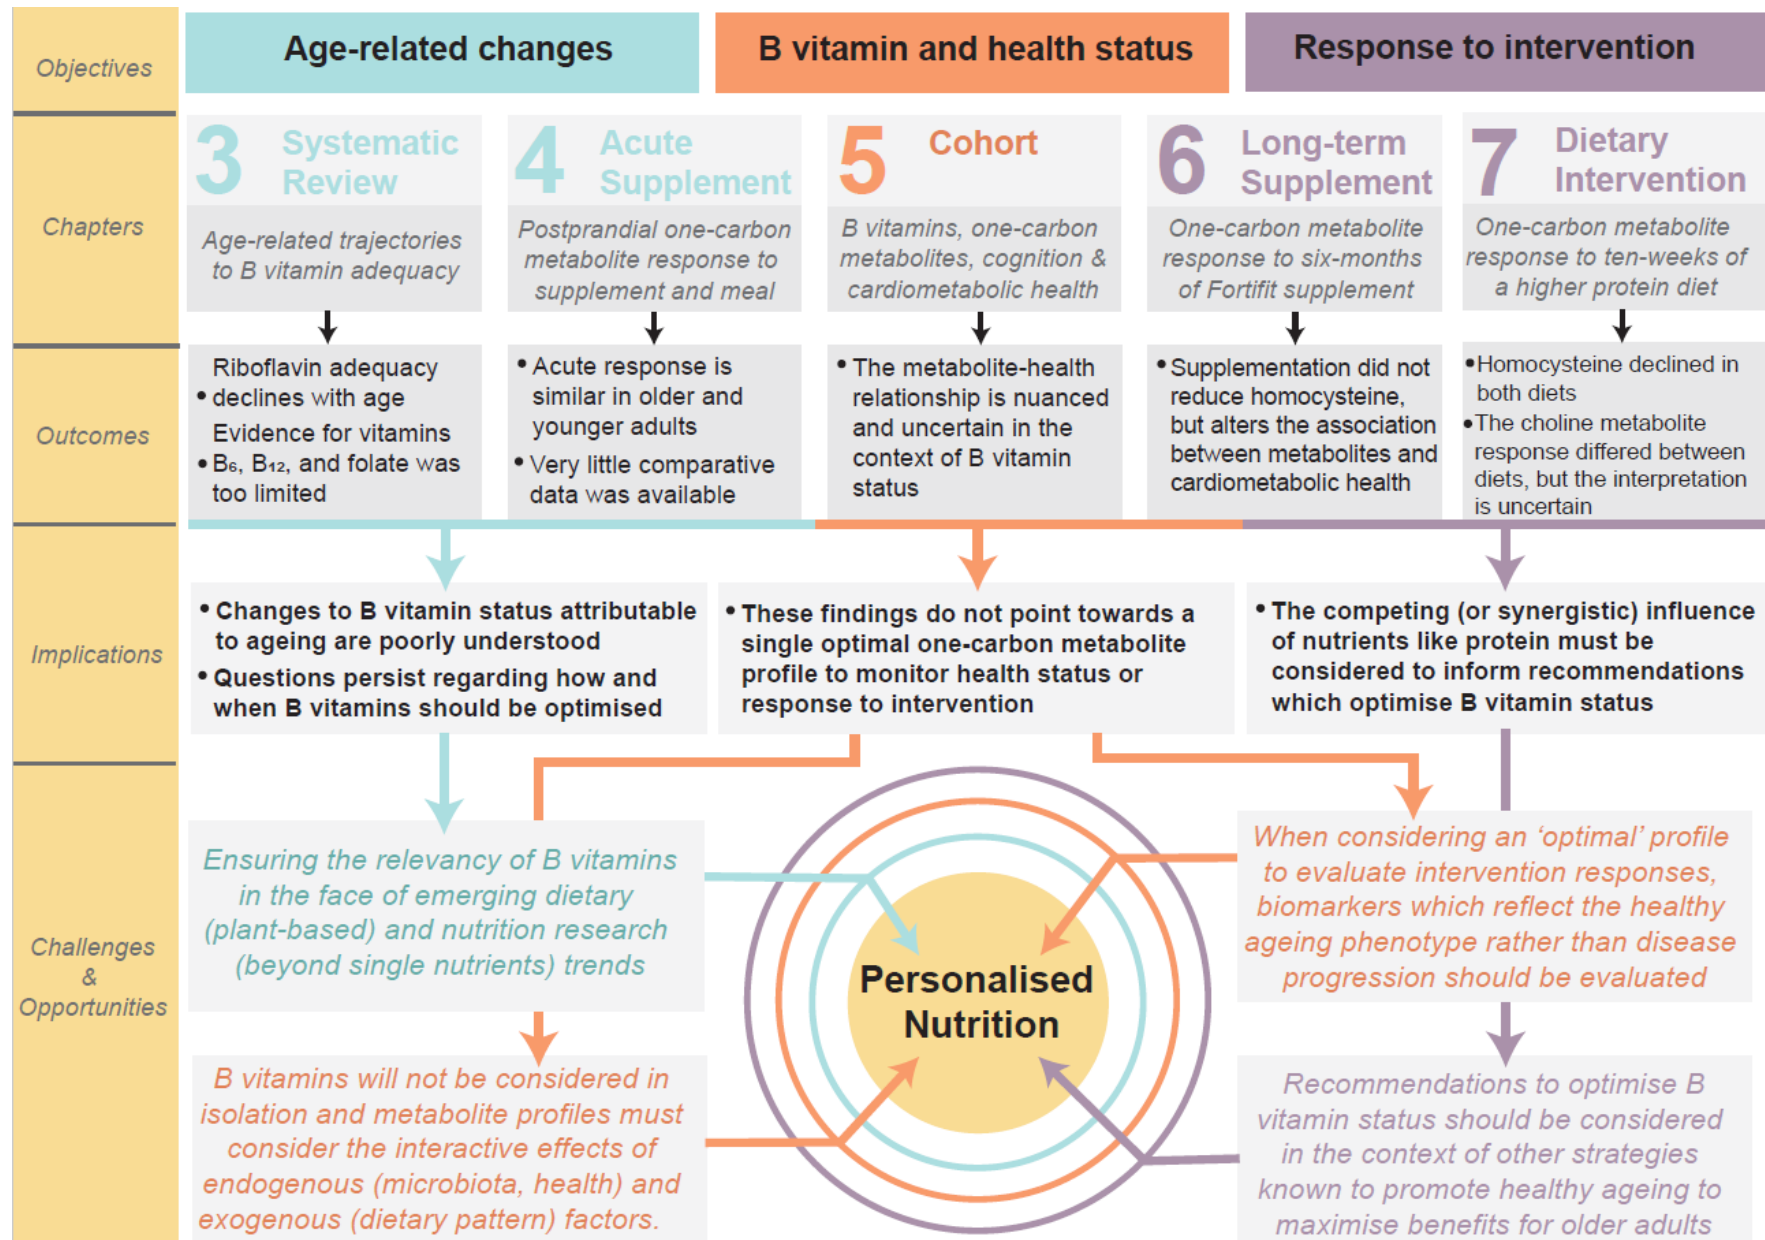 Objectives
Age-related changes
B vitamin and health status
Response to intervention
Chapters
3
Systematic
Review
Age-related trajectories
to B vitamin adequacy
4
Acute
Supplement
Postprandial one-carbon
metabolite response to
supplement and meal
5
Cohort
B vitamins, one-carbon
metabolites, cognition &
cardiometabolic health
6
Long-term
Supplement
One-carbon metabolite
response to six-months
of Fortifit supplement
7
Dietary
Intervention
One-carbon metabolite
response to ten-weeks of
a higher protein diet
Outcomes
Riboflavin adequacy
• declines with age
Evidence for vitamins
• B₆, B₁₂, and folate was
too limited
• Acute response is
similar in older and
younger adults
• Very little comparative
data was available
• The metabolite-health
relationship is nuanced
and uncertain in the
context of B vitamin
status
• Supplementation did not
reduce homocysteine,
but alters the association
between metabolites and
cardiometabolic health
• Homocysteine declined in
both diets
• The choline metabolite
response differed between
diets, but the interpretation
is uncertain
Implications
• Changes to B vitamin status attributable
to ageing are poorly understood
• Questions persist regarding how and
when B vitamins should be optimised
• These findings do not point towards a
single optimal one-carbon metabolite
profile to monitor health status or
response to intervention
• The competing (or synergistic) influence
of nutrients like protein must be
considered to inform recommendations
which optimise B vitamin status
Challenges
&
Opportunities
Ensuring the relevancy of B vitamins
in the face of emerging dietary
(plant-based) and nutrition research
(beyond single nutrients) trends
B vitamins will not be considered in
isolation and metabolite profiles must
consider the interactive effects of
endogenous (microbiota, health) and
exogenous (dietary pattern) factors.
Personalised
Nutrition
When considering an ‘optimal’ profile
to evaluate intervention responses,
biomarkers which reflect the healthy
ageing phenotype rather than disease
progression should be evaluated
Recommendations to optimise B
vitamin status should be considered
in the context of other strategies
known to promote healthy ageing to
maximise benefits for older adults